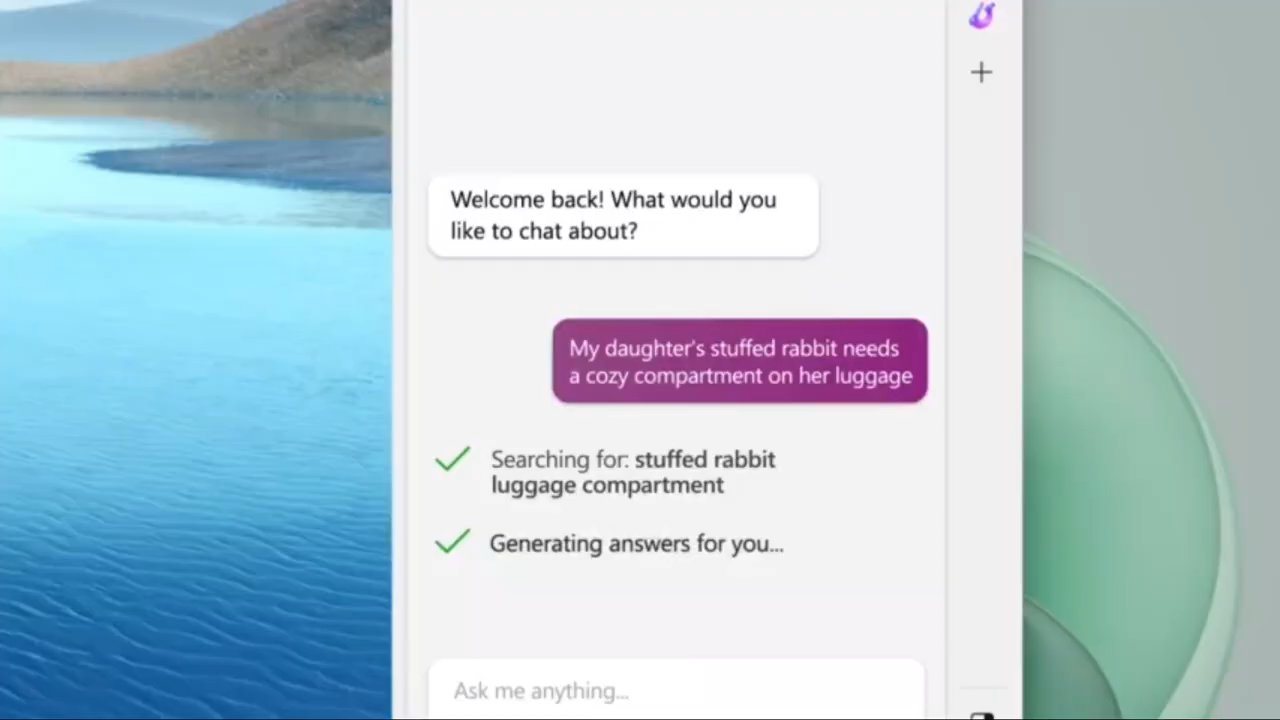 Welcome back! What would you
like to chat about?
My daughter's stuffed rabbit needs
a cozy compartment on her luggage
Searching for: stuffed rabbit
luggage compartment
Generating answers for you...
Ask me anything...